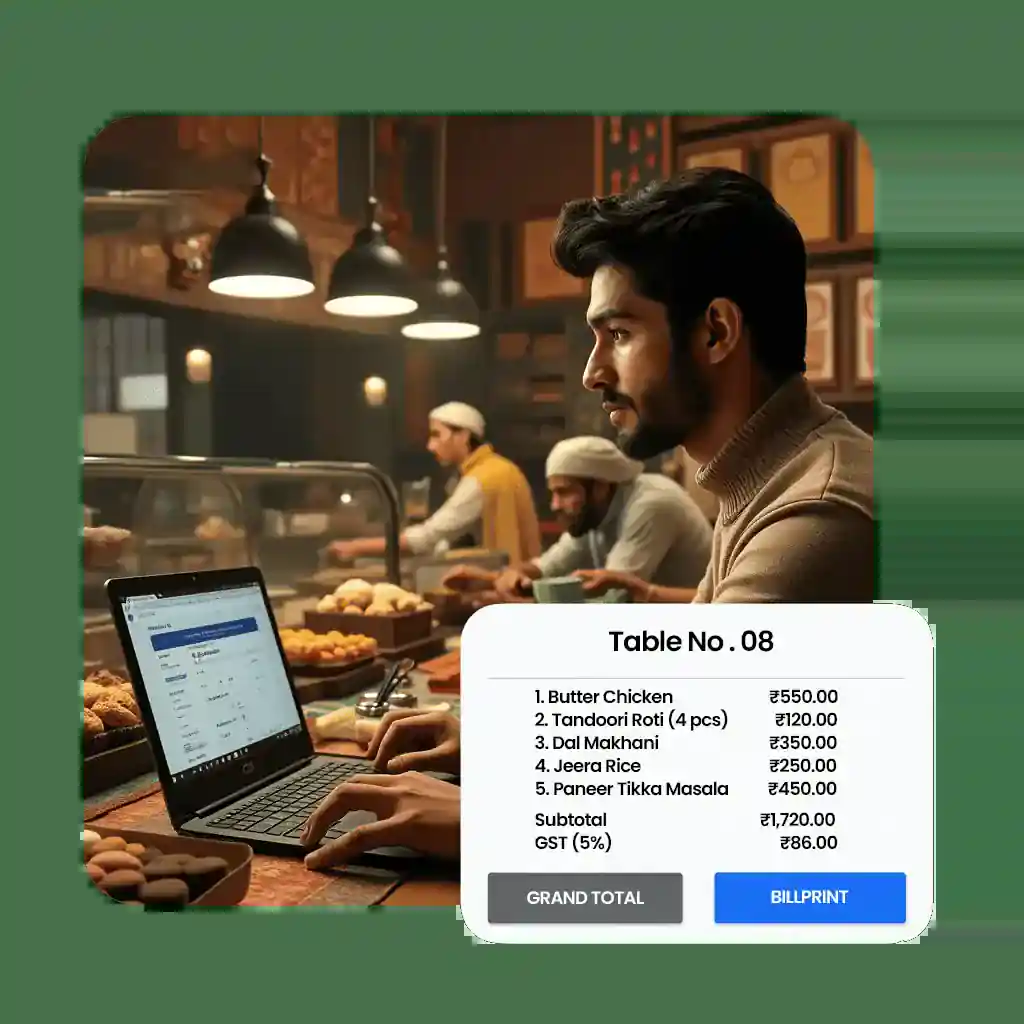 Table No . 08
1. Butter Chicken ₹550.00
2. Tandoori Roti (4 pcs) ₹120.00
3. Dal Makhani ₹350.00
4. Jeera Rice ₹250.00
5. Paneer Tikka Masala ₹450.00
Subtotal ₹1,720.00
GST (5%) ₹86.00
GRAND TOTAL BILLPRINT